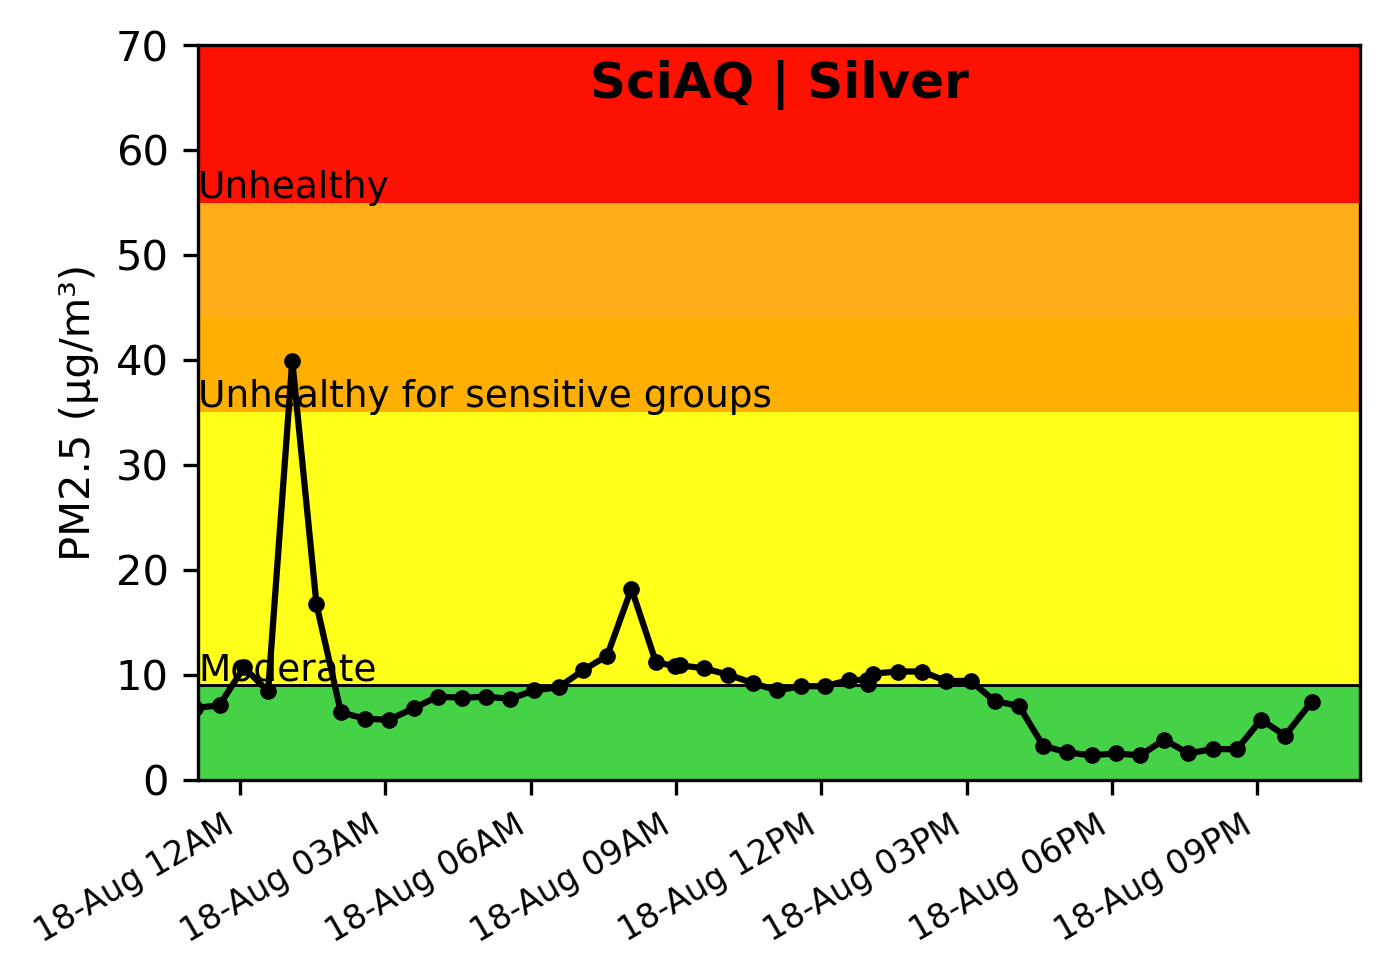 SciAQ | Silver
70
60
50
40
30
20
10
0
PM2.5 (µg/m³)
Unhealthy
Unhealthy for sensitive groups
Moderate
18-Aug 12AM
18-Aug 03AM
18-Aug 06AM
18-Aug 09AM
18-Aug 12PM
18-Aug 03PM
18-Aug 06PM
18-Aug 09PM